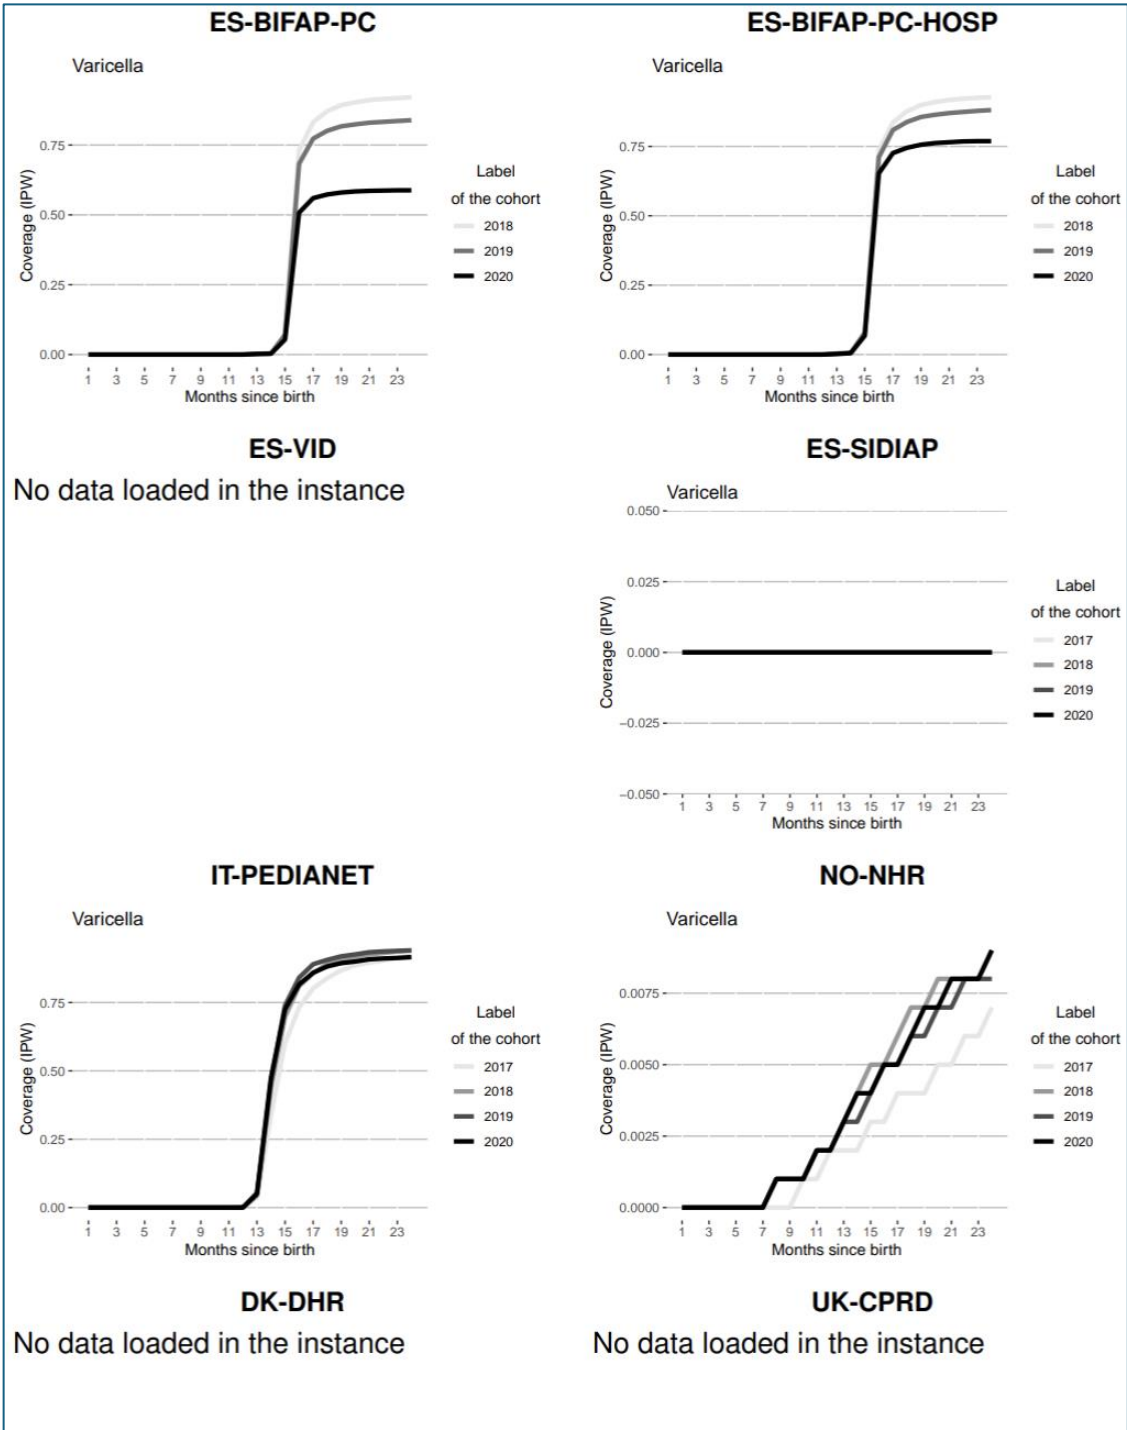 ES-BIFAP-PC
Varicella
Coverage (IPW)
0.75
0.50
0.25
0.00
1 3 5 7 9 11 13 15 17 19 21 23
Months since birth
Label
of the cohort
2018
2019
2020
ES-BIFAP-PC-HOSP
Varicella
Coverage (IPW)
0.75
0.50
0.25
0.00
1 3 5 7 9 11 13 15 17 19 21 23
Months since birth
Label
of the cohort
2018
2019
2020
ES-VID
No data loaded in the instance
ES-SIDIAP
Varicella
Coverage (IPW)
0.050
0.025
0.000
−0.025
−0.050
1 3 5 7 9 11 13 15 17 19 21 23
Months since birth
Label
of the cohort
2017
2018
2019
2020
IT-PEDIANET
Varicella
Coverage (IPW)
0.75
0.50
0.25
0.00
1 3 5 7 9 11 13 15 17 19 21 23
Months since birth
Label
of the cohort
2017
2018
2019
2020
NO-NHR
Varicella
Coverage (IPW)
0.0075
0.0050
0.0025
0.0000
1 3 5 7 9 11 13 15 17 19 21 23
Months since birth
Label
of the cohort
2017
2018
2019
2020
DK-DHR
No data loaded in the instance
UK-CPRD
No data loaded in the instance